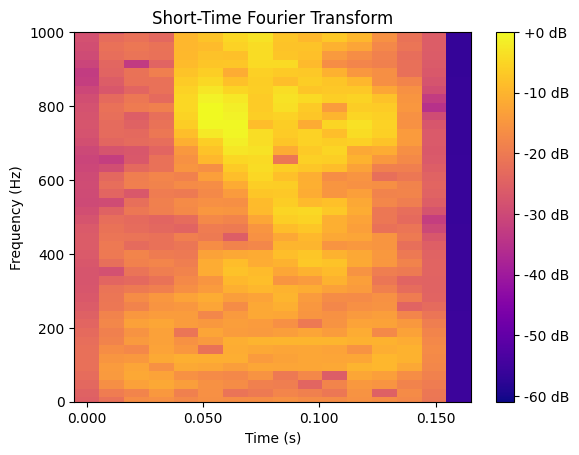 Short-Time Fourier Transform
1000
800
600
400
200
0
Frequency (Hz)
0.000
0.050
0.100
0.150
Time (s)
+0 dB
-10 dB
-20 dB
-30 dB
-40 dB
-50 dB
-60 dB